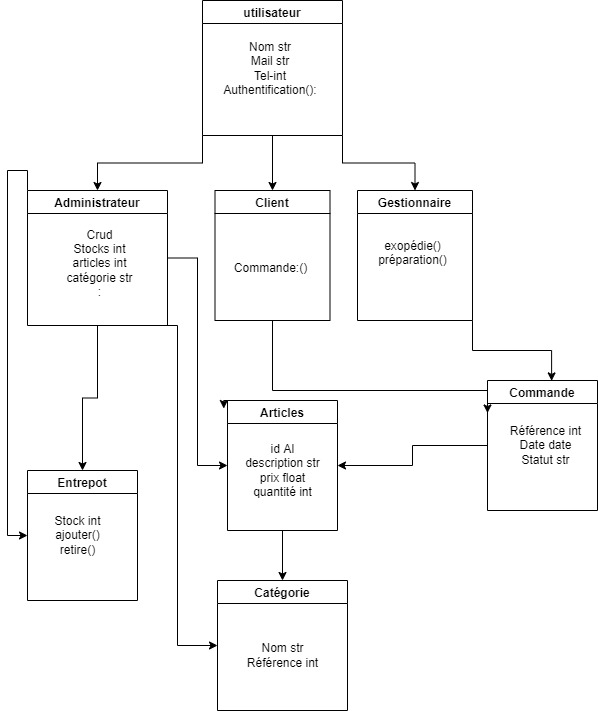 utilisateur
Nom str
Mail str
Tel-int
Authentification():
Administrateur
Crud
Stocks int
articles int
catégorie str
:
Client
Commande:()
Gestionnaire
exopédie()
préparation()
Commande
Référence int
Date date
Statut str
Articles
id AI
description str
prix float
quantité int
Entrepot
Stock int
ajouter()
retire()
Catégorie
Nom str
Référence int